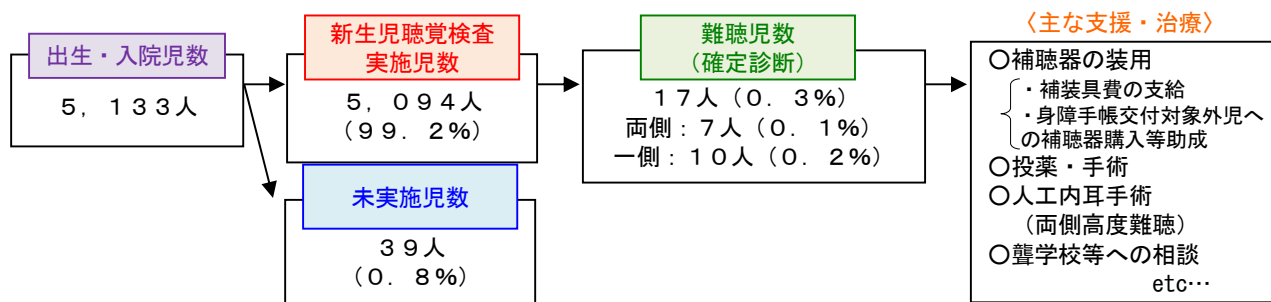 出生・入院児数
５，１３３人
新生児聴覚検査
実施児数
５，０９４人
（９９．２%）
未実施児数
３９人
（０．８%）
難聴児数
（確定診断）
１７人（０．３%）
両側：７人（０．１%）
一側：１０人（０．２%）
〈主な支援・治療〉
○補聴器の装用
・補装具費の支給
・身障手帳交付対象外児へ
の補聴器購入等助成
○投薬・手術
○人工内耳手術
（両側高度難聴）
○聾学校等への相談
etc…